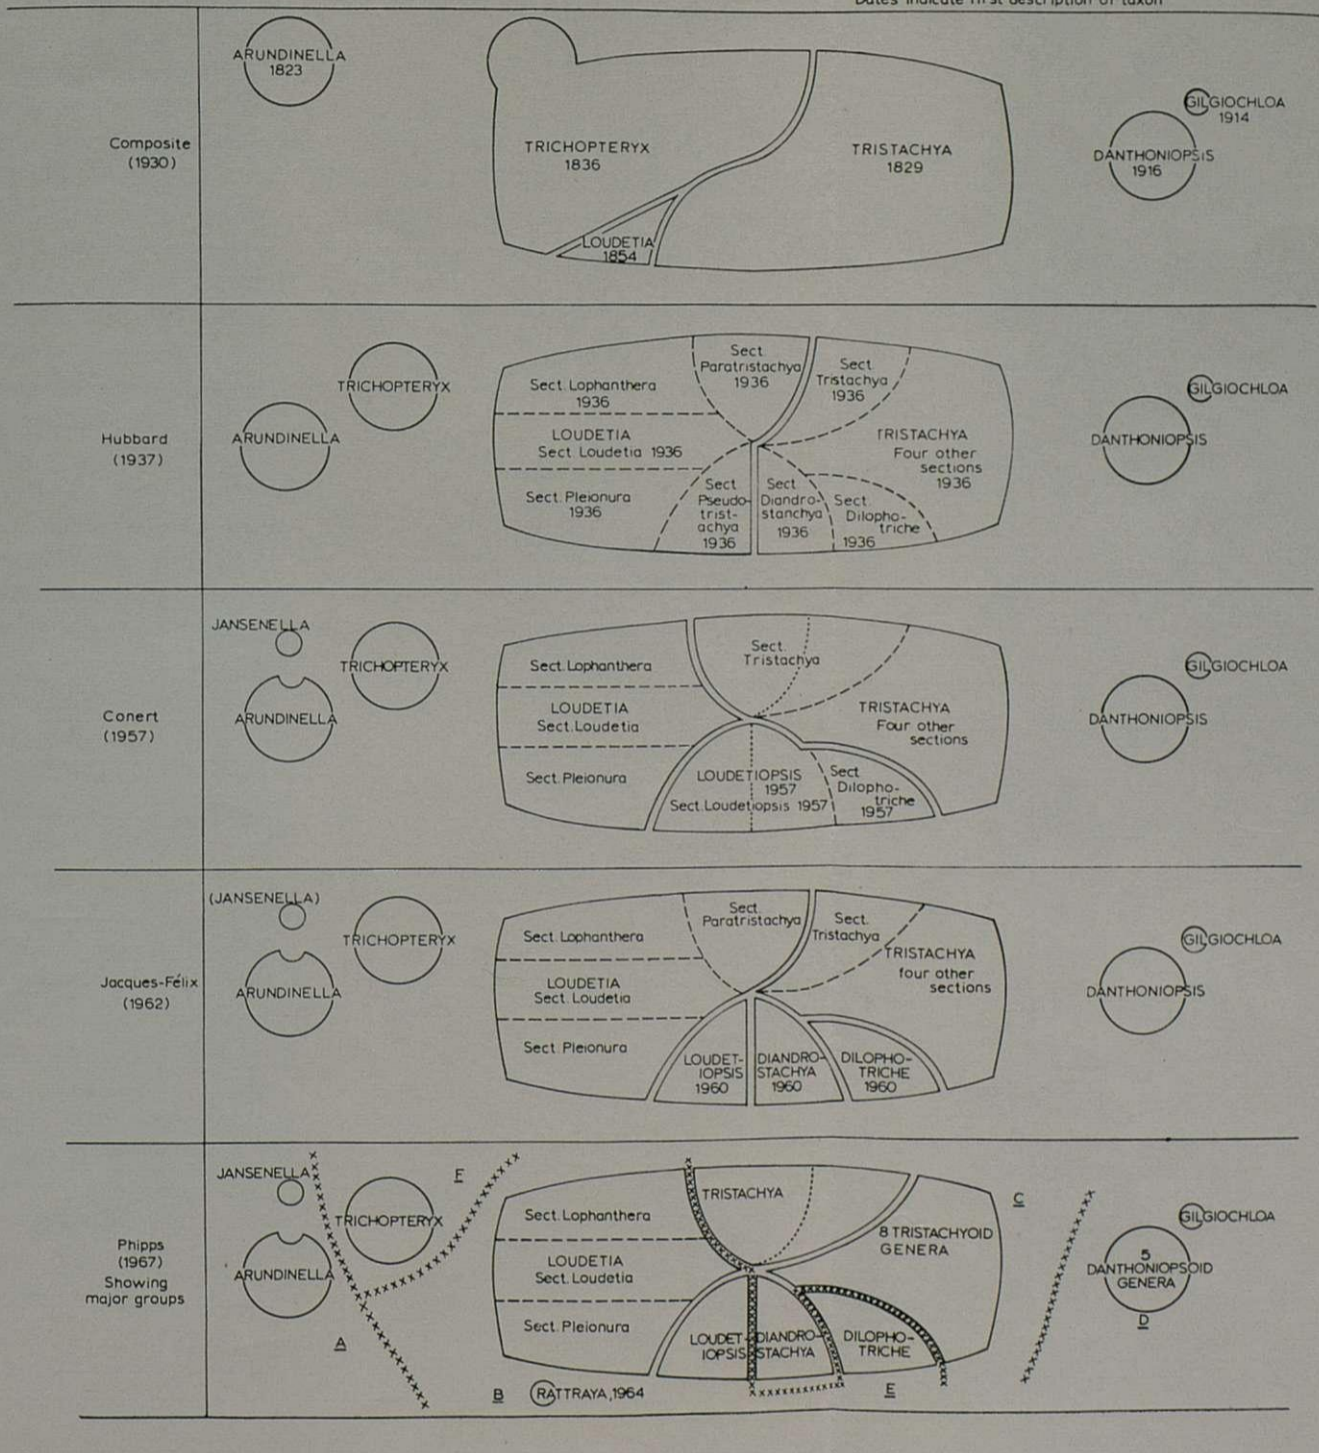 Dates indicate first description of taxon
Composite
(1930)
ARUNDINELLA
1823
TRICHOPTERYX
1836
LOUDETIA
1854
TRISTACHYA
1829
GILGIOCHLOA
1914
DANTHONIOPSIS
1916
Hubbard
(1937)
TRICHOPTERYX
ARUNDINELLA
Sect. Lophanthera
1936
LOUDETIA
Sect. Loudetia 1936
Sect. Pleionura
1936
Sect.
Paratristachya
1936
Sect.
Pseudo-
trist-
achya
1936
Sect.
Tristachya
1936
TRISTACHYA
Four other
sections
1936
Sect
Diandro-
stanchya
1936
Sect.
Dilopho-
triche
1936
GILGIOCHLOA
DANTHONIOPSIS
Conert
(1957)
JANSENELLA
TRICHOPTERYX
ARUNDINELLA
Sect. Lophanthera
LOUDETIA
Sect. Loudetia
Sect. Pleionura
Sect.
Tristachya
TRISTACHYA
Four other
sections
LOUDETIOPSIS
1957
Sect. Loudetiopsis 1957
Sect
Dilopho-
triche
1957
GILGIOCHLOA
DANTHONIOPSIS
Jacques-Félix
(1962)
(JANSENELLA)
TRICHOPTERYX
ARUNDINELLA
Sect. Lophanthera
LOUDETIA
Sect. Loudetia
Sect. Pleionura
Sect.
Paratristachya
Sect.
Tristachya
TRISTACHYA
four other
sections
LOUDET-
IOPSIS
1960
DIANDRO-
STACHYA
1960
DILOPHO-
TRICHE
1960
GILGIOCHLOA
DANTHONIOPSIS
Phipps
(1967)
Showing
major groups
JANSENELLA
TRICHOPTERYX
ARUNDINELLA
F
A
Sect. Lophanthera
LOUDETIA
Sect. Loudetia
Sect. Pleionura
TRISTACHYA
8 TRISTACHYOID
GENERA
LOUDET-
IOPSIS
DIANDRO-
STACHYA
DILOPHO-
TRICHE
B
RATTRAYA, 1964
E
C
GILGIOCHLOA
5
DANTHONIOPSOID
GENERA
D